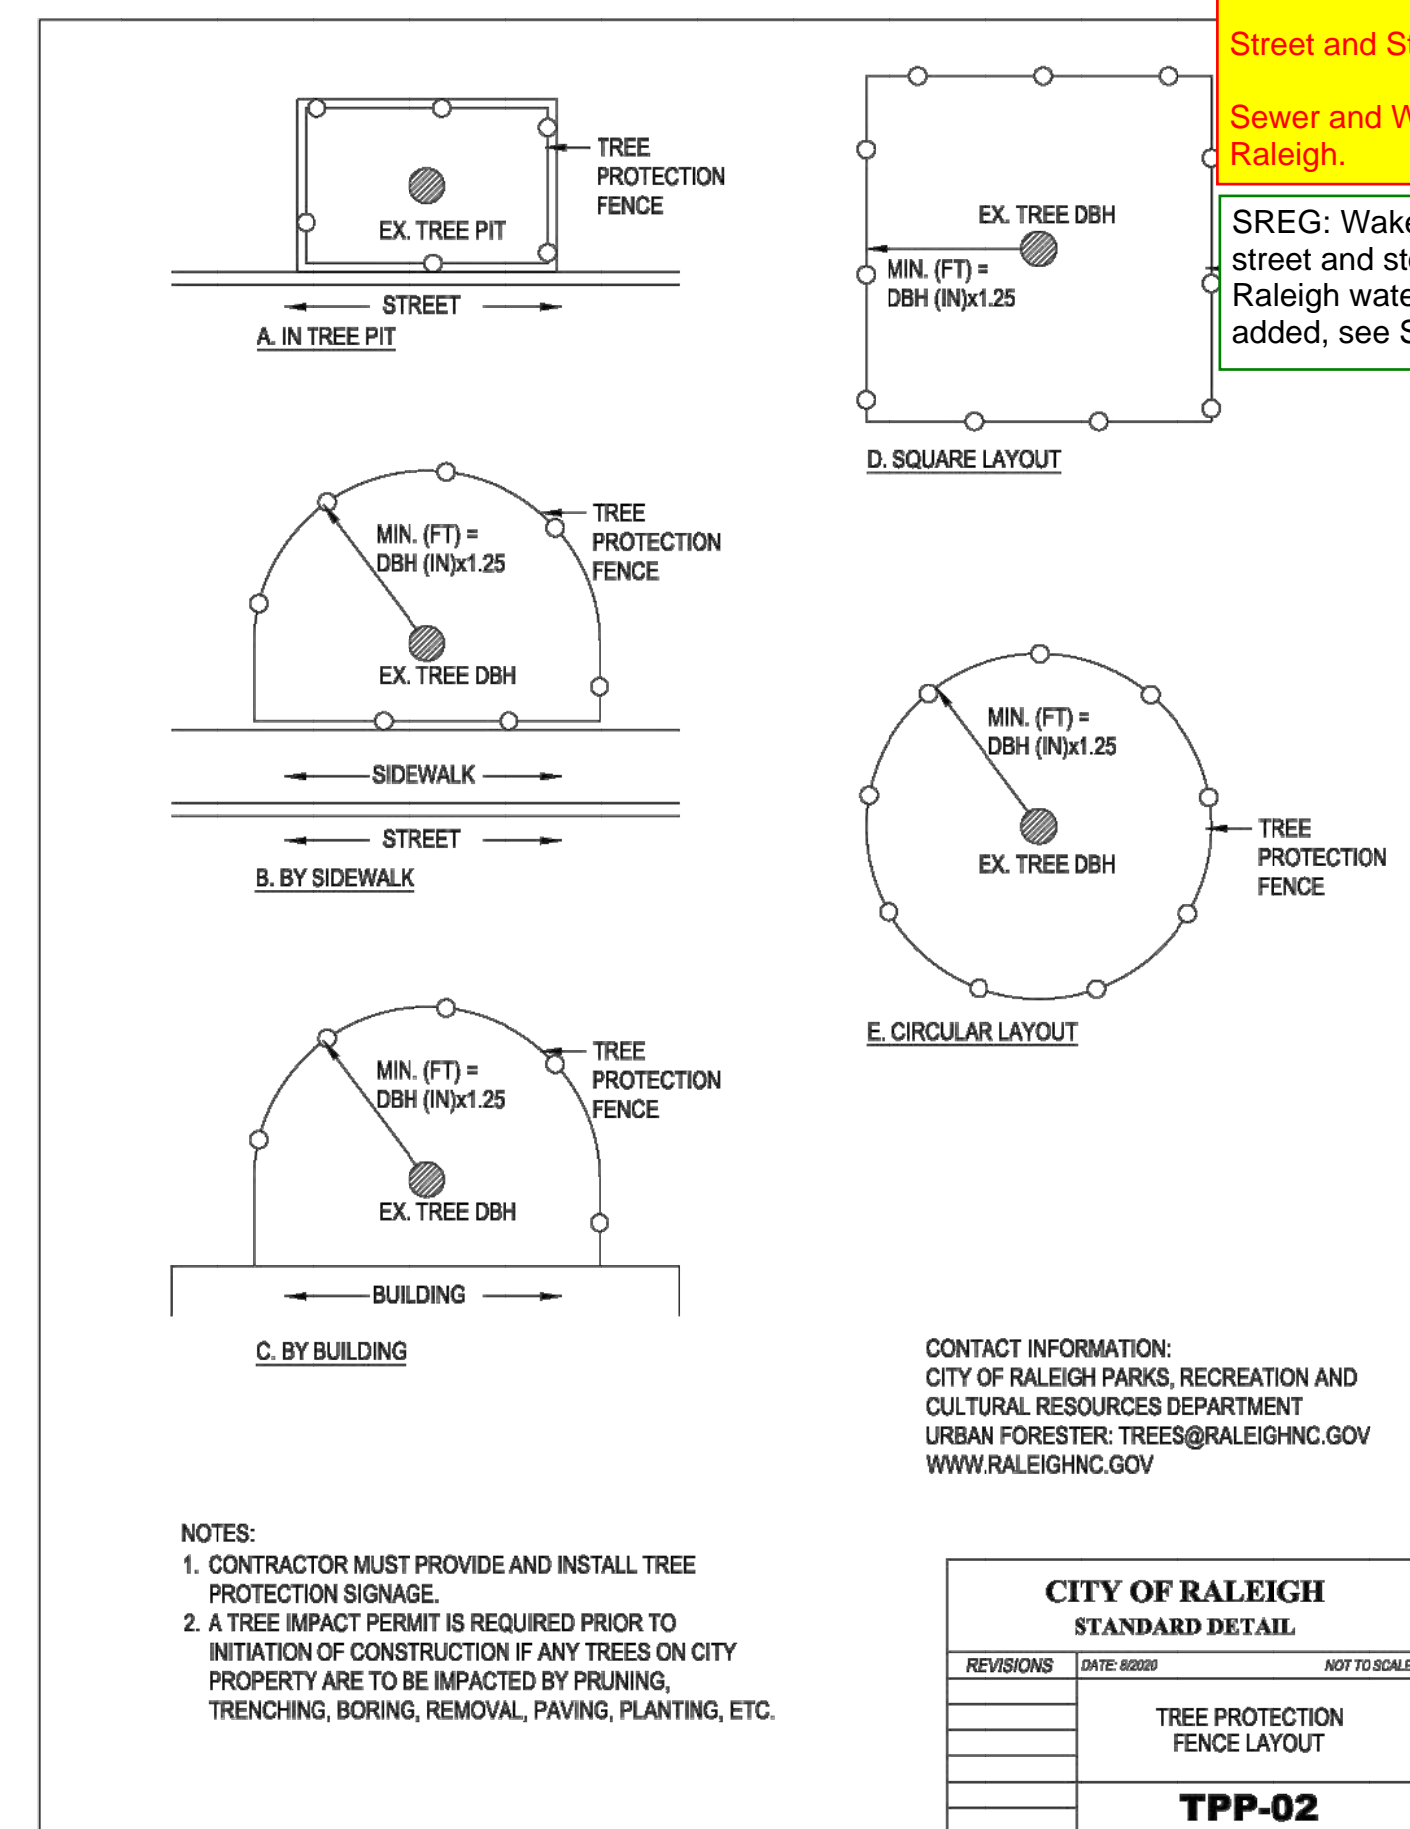 TREE
PROTECTION
FENCE
EX. TREE PIT
STREET
A. IN TREE PIT
TREE
PROTECTION
FENCE
MIN. (FT) =
DBH (IN)x1.25
EX. TREE DBH
SIDEWALK
STREET
B. BY SIDEWALK
TREE
PROTECTION
FENCE
MIN. (FT) =
DBH (IN)x1.25
EX. TREE DBH
BUILDING
C. BY BUILDING
NOTES:
1. CONTRACTOR MUST PROVIDE AND INSTALL TREE
PROTECTION SIGNAGE.
2. A TREE IMPACT PERMIT IS REQUIRED PRIOR TO
INITIATION OF CONSTRUCTION IF ANY TREES ON CITY
PROPERTY ARE TO BE IMPACTED BY PRUNING,
TRENCHING, BORING, REMOVAL, PAVING, PLANTING, ETC.
Street and
Sewer and
Raleigh.
SREG: Wake
street and
Raleigh
added, see
EX. TREE DBH
MIN. (FT) =
DBH (IN)x1.25
D. SQUARE LAYOUT
MIN. (FT) =
DBH (IN)x1.25
EX. TREE DBH
TREE
PROTECTION
FENCE
E. CIRCULAR LAYOUT
CONTACT INFORMATION:
CITY OF RALEIGH PARKS, RECREATION AND
CULTURAL RESOURCES DEPARTMENT
URBAN FORESTER: TREES@RALEIGHNC.GOV
WWW.RALEIGHNC.GOV
CITY OF RALEIGH
STANDARD DETAIL
REVISIONS DATE: 8/2020 NOT TO SCALE
TREE PROTECTION
FENCE LAYOUT
TPP-02